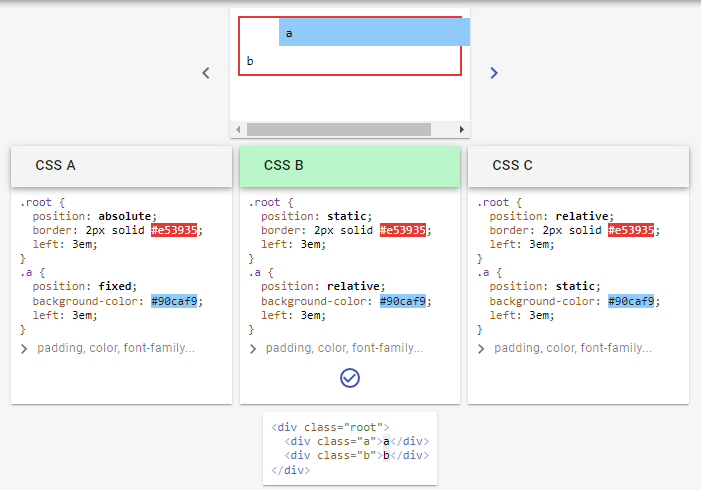 a
b
CSS A
.root {
position: absolute;
border: 2px solid #e53935;
left: 3em;
}
.a {
position: fixed;
background-color: #90caf9;
left: 3em;
}
padding, color, font-family...
CSS B
.root {
position: static;
border: 2px solid #e53935;
left: 3em;
}
.a {
position: relative;
background-color: #90caf9;
left: 3em;
}
padding, color, font-family...
CSS C
.root {
position: relative;
border: 2px solid #e53935;
left: 3em;
}
.a {
position: static;
background-color: #90caf9;
left: 3em;
}
padding, color, font-family...
<div class="root">
<div class="a">a</div>
<div class="b">b</div>
</div>